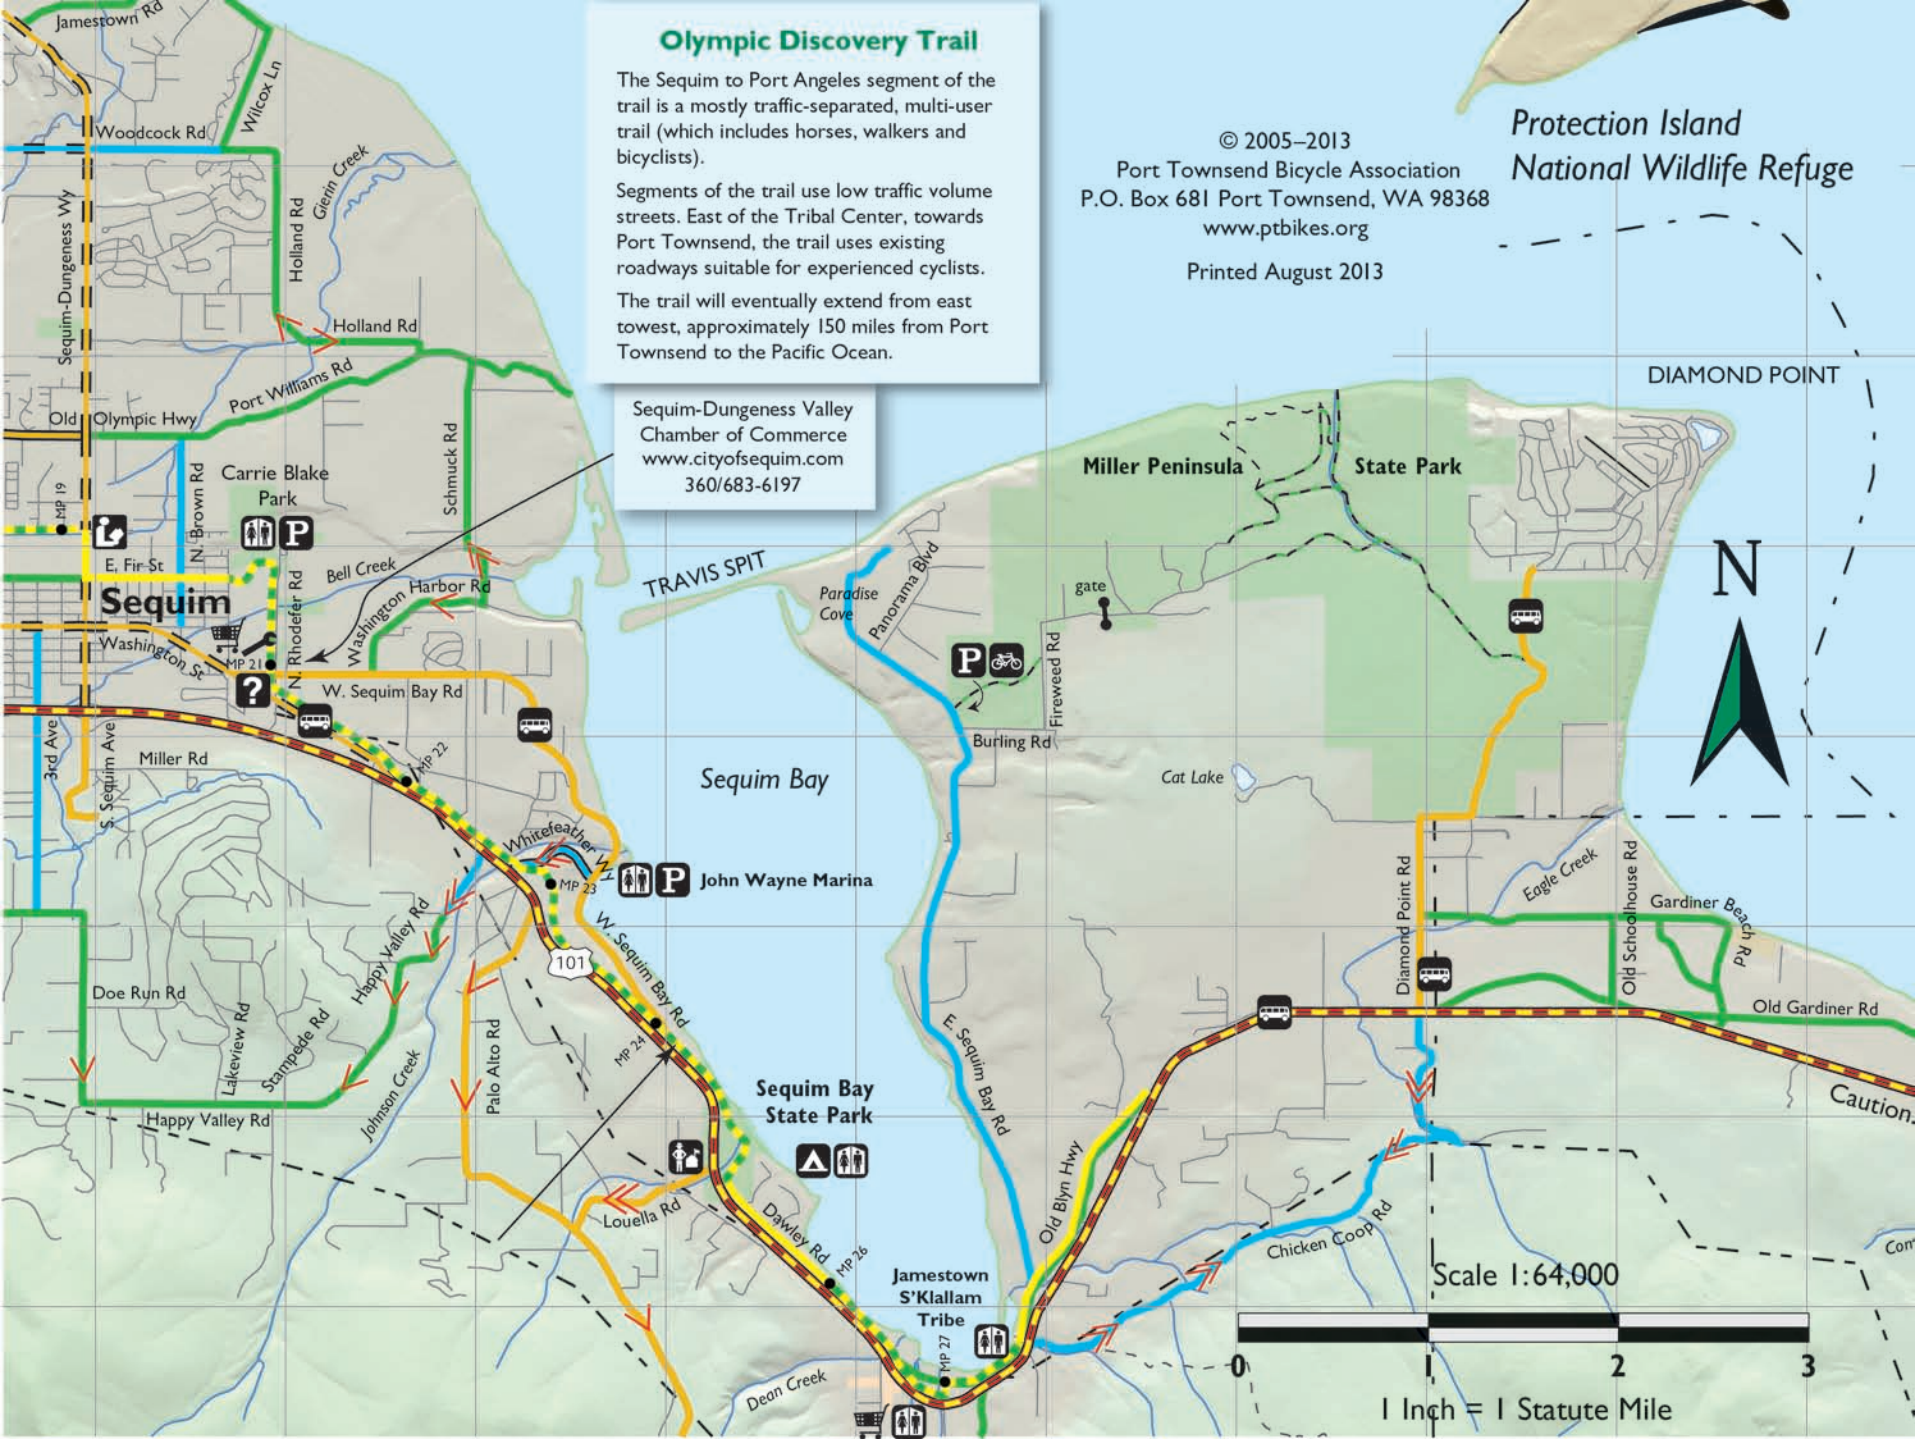 Jamestown Rd
Wilcox Ln
Woodcock Rd
Gierin Creek
Sequim-Dungeness Wy
Holland Rd
Holland Rd
Port Williams Rd
Old Olympic Hwy
Olympic Discovery Trail
The Sequim to Port Angeles segment of the
trail is a mostly traffic-separated, multi-user
trail (which includes horses, walkers and
bicyclists).
Segments of the trail use low traffic volume
streets. East of the Tribal Center, towards
Port Townsend, the trail uses existing
roadways suitable for experienced cyclists.
The trail will eventually extend from east
towest, approximately 150 miles from Port
Townsend to the Pacific Ocean.
Sequim-Dungeness Valley
Chamber of Commerce
www.cityofsequim.com
360/683-6197
© 2005–2013
Port Townsend Bicycle Association
P.O. Box 681 Port Townsend, WA 98368
www.ptbikes.org
Printed August 2013
Protection Island
National Wildlife Refuge
DIAMOND POINT
Miller Peninsula State Park
Carrie Blake
Park
P
MP 19
N. Brown Rd
Schmuck Rd
E. Fir St
Bell Creek
Harbor Rd
Washington
Sequim
N. Rhodefer Rd
Washington St
MP 21
?
W. Sequim Bay Rd
TRAVIS SPIT
Paradise
Cove
Panorama Blvd
gate
P
Fireweed Rd
Burling Rd
N
3rd Ave
S. Sequim Ave
Miller Rd
MP 22
Sequim Bay
Cat Lake
Whitefeather Wy
MP 23
P
John Wayne Marina
Happy Valley Rd
W. Sequim Bay Rd
101
Diamond Point Rd
Eagle Creek
Old Schoolhouse Rd
Gardiner Beach Rd
Old Gardiner Rd
Doe Run Rd
Lakeview Rd
Stampede Rd
Johnson Creek
Palo Alto Rd
MP 24
E. Sequim Bay Rd
Happy Valley Rd
Sequim Bay
State Park
Caution.
Old Blyn Hwy
Louella Rd
Dawley Rd
MP 26
Chicken Coop Rd
Jamestown
S'Klallam
Tribe
MP 27
Dean Creek
Con
Scale 1:64,000
0 1 2 3
1 Inch = 1 Statute Mile